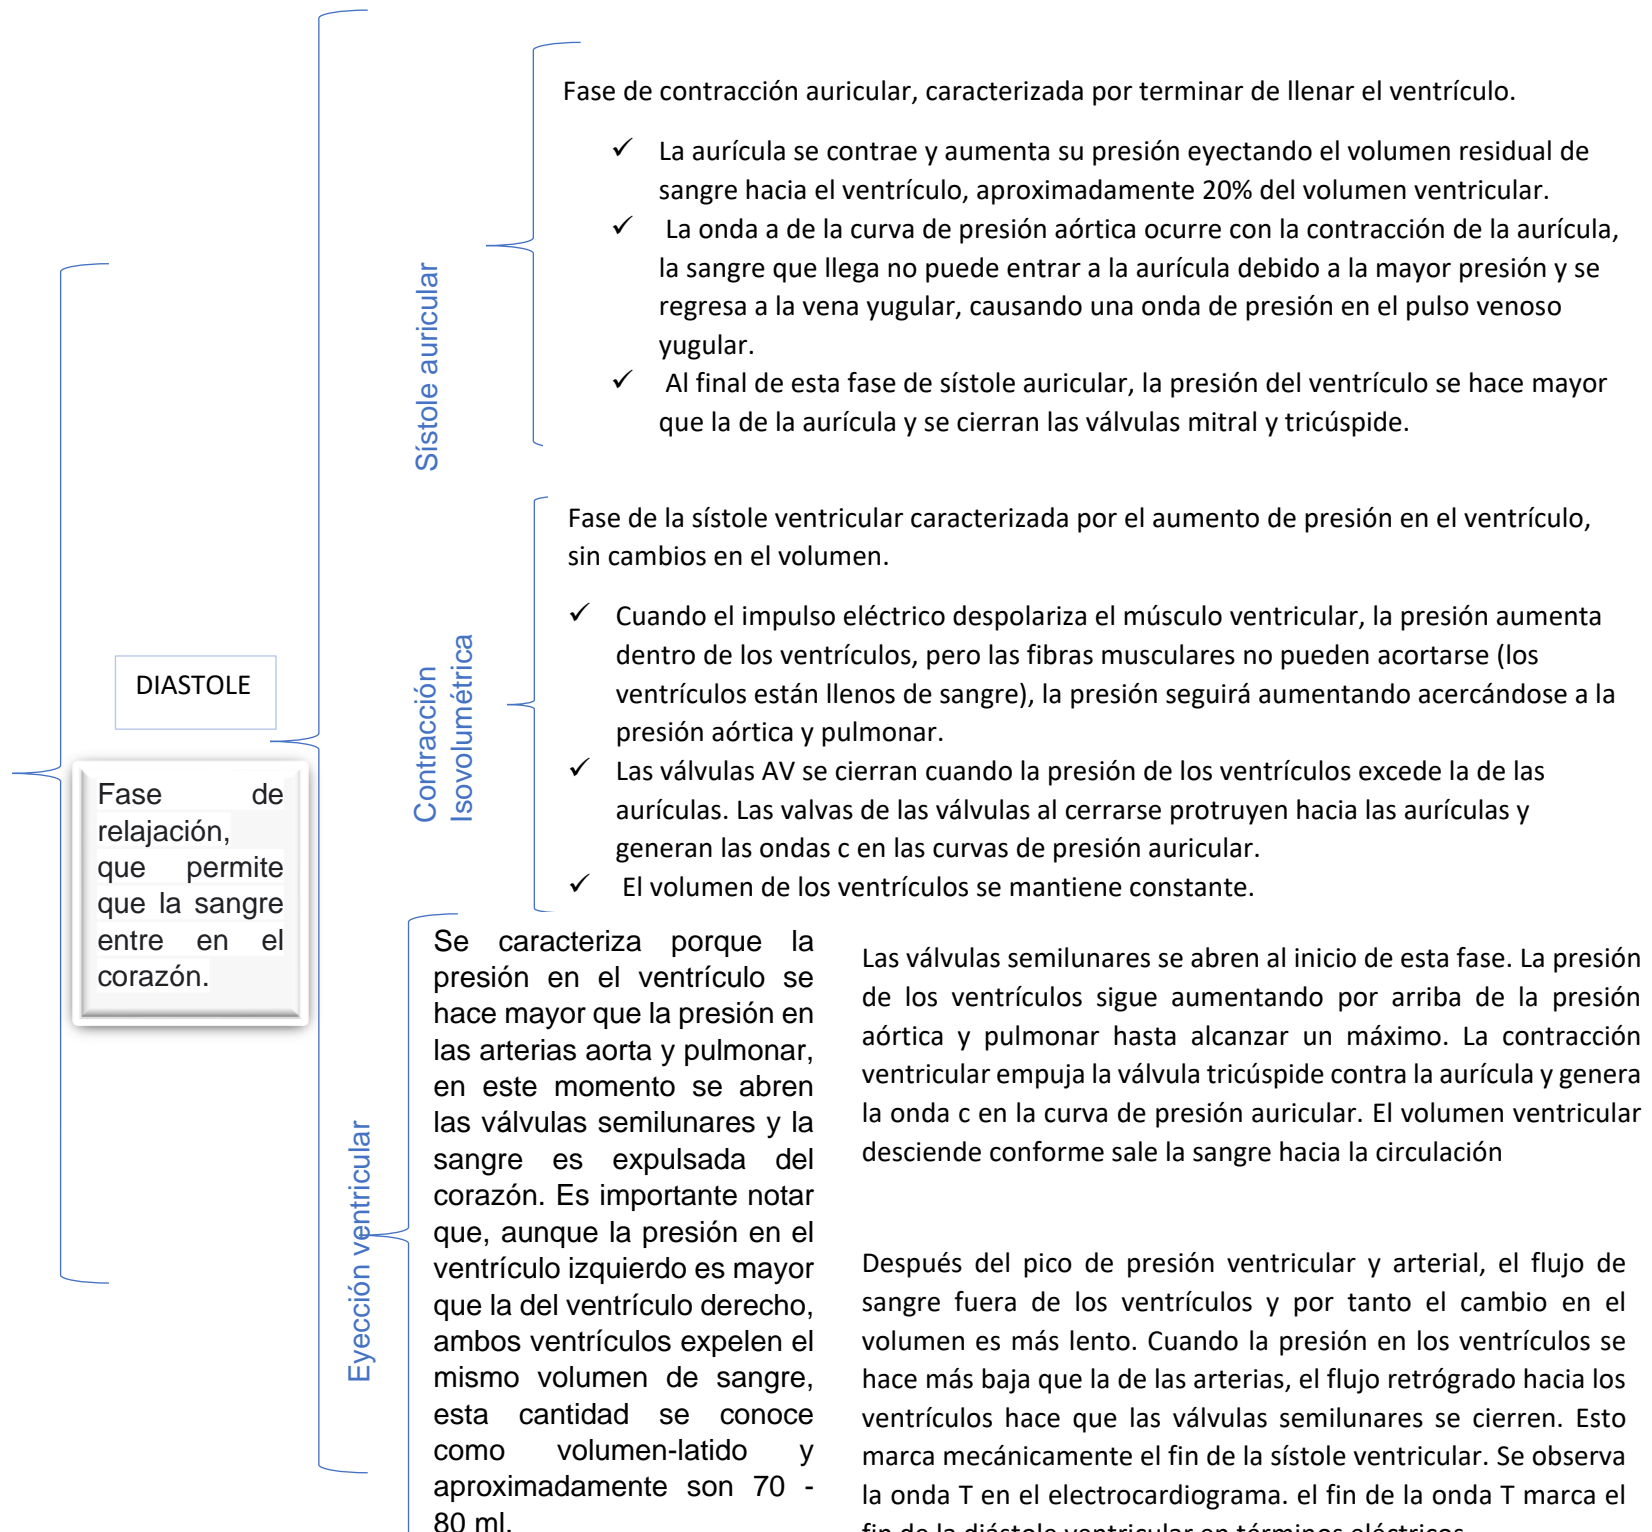 DIASTOLE
Fase de
relajación,
que permite
que la sangre
entre en el
corazón.
Sístole auricular
Fase de contracción auricular, caracterizada por terminar de llenar el ventrículo.
✓ La aurícula se contrae y aumenta su presión eyectando el volumen residual de
sangre hacia el ventrículo, aproximadamente 20% del volumen ventricular.
✓ La onda a de la curva de presión aórtica ocurre con la contracción de la aurícula,
la sangre que llega no puede entrar a la aurícula debido a la mayor presión y se
regresa a la vena yugular, causando una onda de presión en el pulso venoso
yugular.
✓ Al final de esta fase de sístole auricular, la presión del ventrículo se hace mayor
que la de la aurícula y se cierran las válvulas mitral y tricúspide.
Contracción
Isovolumétrica
Fase de la sístole ventricular caracterizada por el aumento de presión en el ventrículo,
sin cambios en el volumen.
✓ Cuando el impulso eléctrico despolariza el músculo ventricular, la presión aumenta
dentro de los ventrículos, pero las fibras musculares no pueden acortarse (los
ventrículos están llenos de sangre), la presión seguirá aumentando acercándose a la
presión aórtica y pulmonar.
✓ Las válvulas AV se cierran cuando la presión de los ventrículos excede la de las
aurículas. Las valvas de las válvulas al cerrarse protruyen hacia las aurículas y
generan las ondas c en las curvas de presión auricular.
✓ El volumen de los ventrículos se mantiene constante.
Eyección ventricular
Se caracteriza porque la
presión en el ventrículo se
hace mayor que la presión en
las arterias aorta y pulmonar,
en este momento se abren
las válvulas semilunares y la
sangre es expulsada del
corazón. Es importante notar
que, aunque la presión en el
ventrículo izquierdo es mayor
que la del ventrículo derecho,
ambos ventrículos expelen el
mismo volumen de sangre,
esta cantidad se conoce
como volumen-latido y
aproximadamente son 70 -
80 ml.
Las válvulas semilunares se abren al inicio de esta fase. La presión
de los ventrículos sigue aumentando por arriba de la presión
aórtica y pulmonar hasta alcanzar un máximo. La contracción
ventricular empuja la válvula tricúspide contra la aurícula y genera
la onda c en la curva de presión auricular. El volumen ventricular
desciende conforme sale la sangre hacia la circulación
Después del pico de presión ventricular y arterial, el flujo de
sangre fuera de los ventrículos y por tanto el cambio en el
volumen es más lento. Cuando la presión en los ventrículos se
hace más baja que la de las arterias, el flujo retrógrado hacia los
ventrículos hace que las válvulas semilunares se cierren. Esto
marca mecánicamente el fin de la sístole ventricular. Se observa
la onda T en el electrocardiograma. el fin de la onda T marca el
fin de la diástole ventricular en términos eléctricos